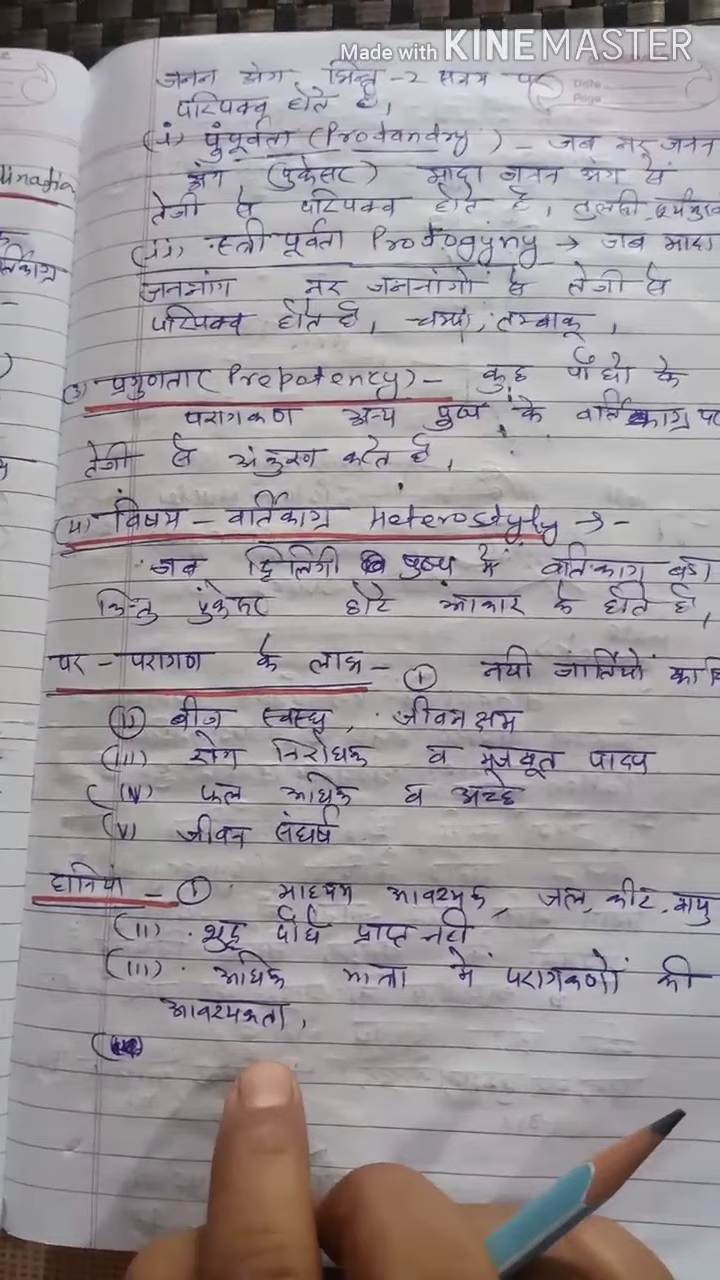 Made with KINEMASTER
जनन अंग भिन्न-२ समय पर
Date
Page
परिपक्व होते है,
(i) पुंपूर्वता (Protandry) - जब नर जनन
अंग (पुंकेसर) मादा जनन अंग से
तेजी से परिपक्व होते है, तुलसी, सूर्यमुख
(ii) स्त्रीपूर्वता Protogyny → जब मादा
जननांग नर जननांगों से तेजी से
परिपक्व होते है, चम्पा, तम्बाकू,
(3) प्रगुणता (Prepotency) - कुछ पौधो के
परागकण अन्य पुष्प के वर्तिकाग्र पर
तेजी से अंकुरण करते है,
(4) विषम - वर्तिकाग्र Heterostyly → -
जब द्विलिंगी पुष्प में वर्तिकाग्र बडा
किन्तु पुंकेसर छोटे आकार के होते है,
पर - परागण के लाभ - (i) नयी जातियों का
(ii) बीज स्वस्थ, जीवनक्षम
(iii) रोग निरोधक व मजबूत पादप
(iv) फल अधिक व अच्छे
(v) जीवन संघर्ष
हानियाँ - (i) माध्यम आवश्यक, जल, कीट, वायु
(ii) शुद्ध पौधे प्राप्त नही
(iii) अधिक मात्रा में परागकणों की
आवश्यकता,